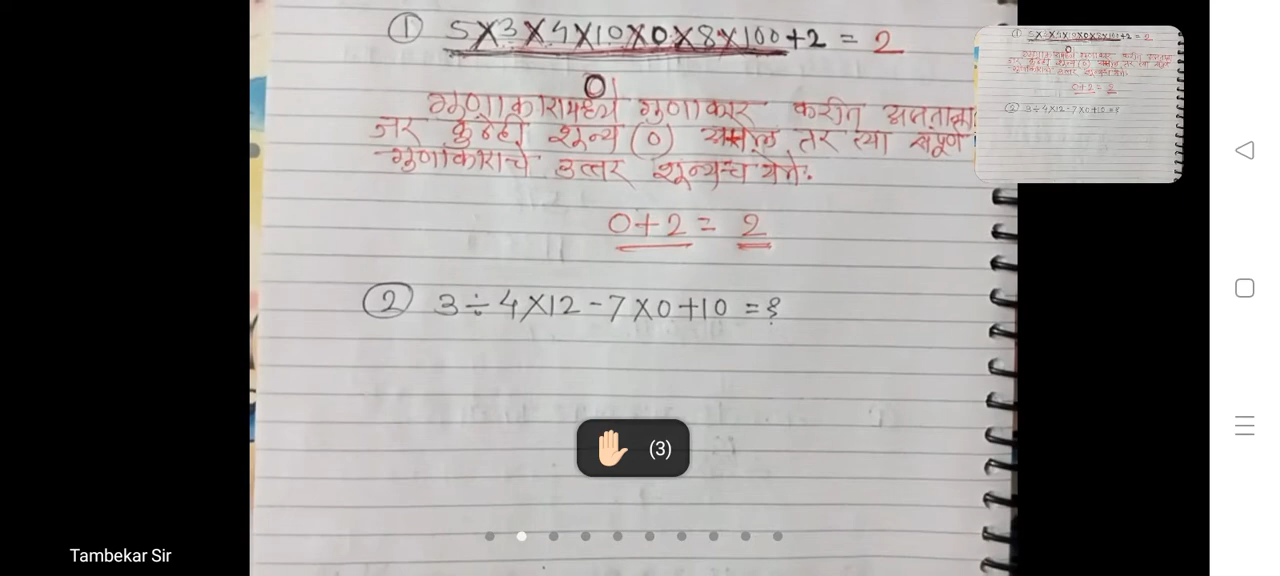 ① 5×3×4×10×0×8×100+2 = 2
0
गुणाकारामध्ये गुणाकार करीत असतांना
जर कुठेही शून्य (0) असेल तर त्या संपूर्ण
गुणाकाराचे उत्तर शून्यच येते.
0+2 = 2
② 3÷4×12-7×0+10 = ?
(3)
Tambekar Sir